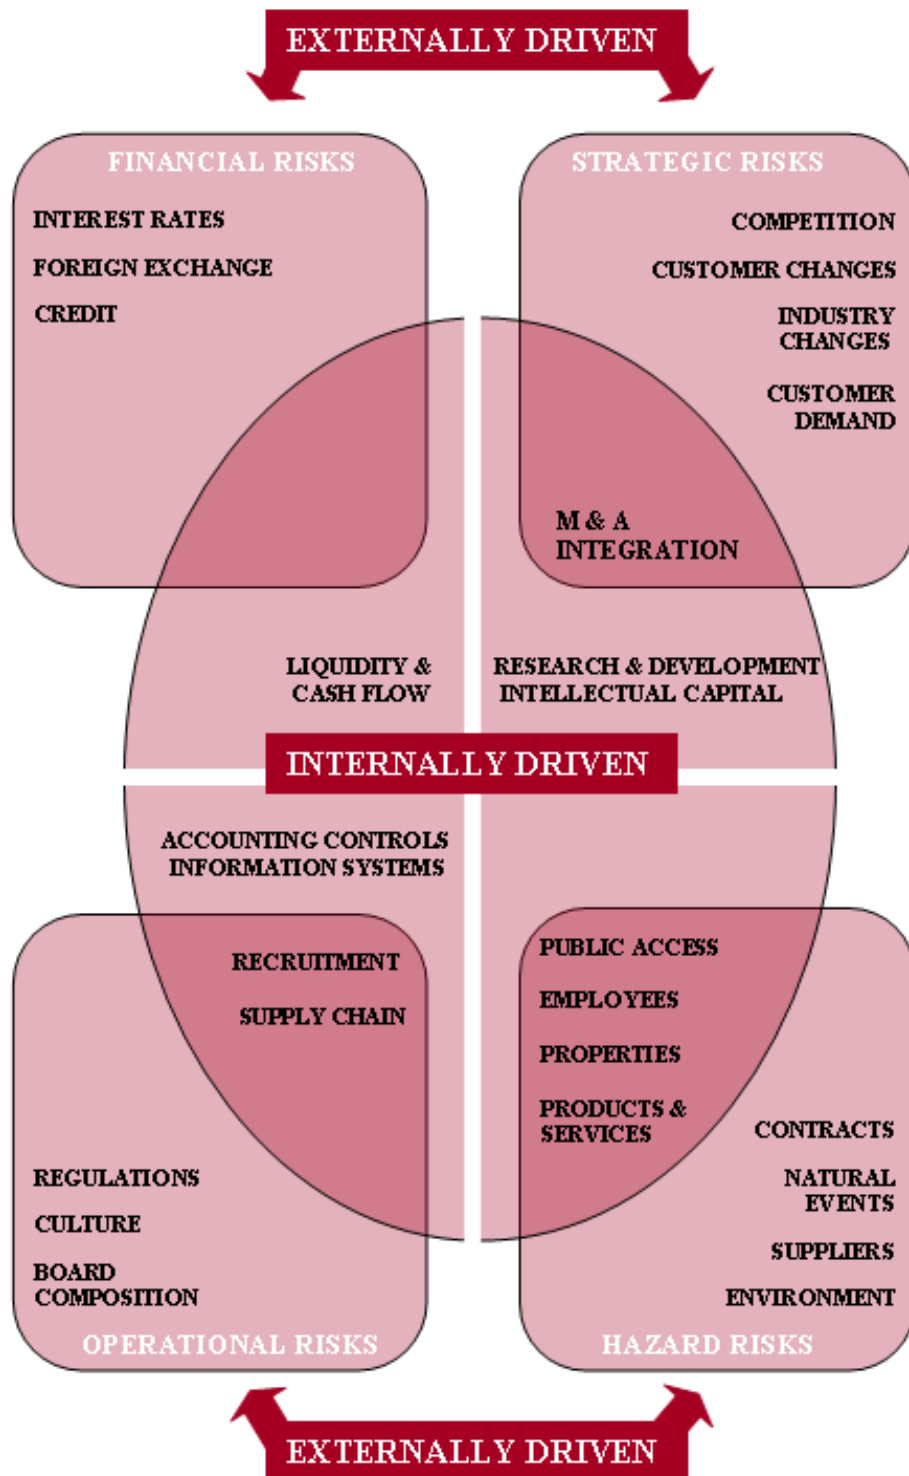 EXTERNALLY DRIVEN
FINANCIAL RISKS
INTEREST RATES
FOREIGN EXCHANGE
CREDIT
STRATEGIC RISKS
COMPETITION
CUSTOMER CHANGES
INDUSTRY
CHANGES
CUSTOMER
DEMAND
M & A
INTEGRATION
LIQUIDITY &
CASH FLOW
RESEARCH & DEVELOPMENT
INTELLECTUAL CAPITAL
INTERNALLY DRIVEN
ACCOUNTING CONTROLS
INFORMATION SYSTEMS
RECRUITMENT
SUPPLY CHAIN
REGULATIONS
CULTURE
BOARD
COMPOSITION
OPERATIONAL RISKS
PUBLIC ACCESS
EMPLOYEES
PROPERTIES
PRODUCTS &
SERVICES
CONTRACTS
NATURAL
EVENTS
SUPPLIERS
ENVIRONMENT
HAZARD RISKS
EXTERNALLY DRIVEN